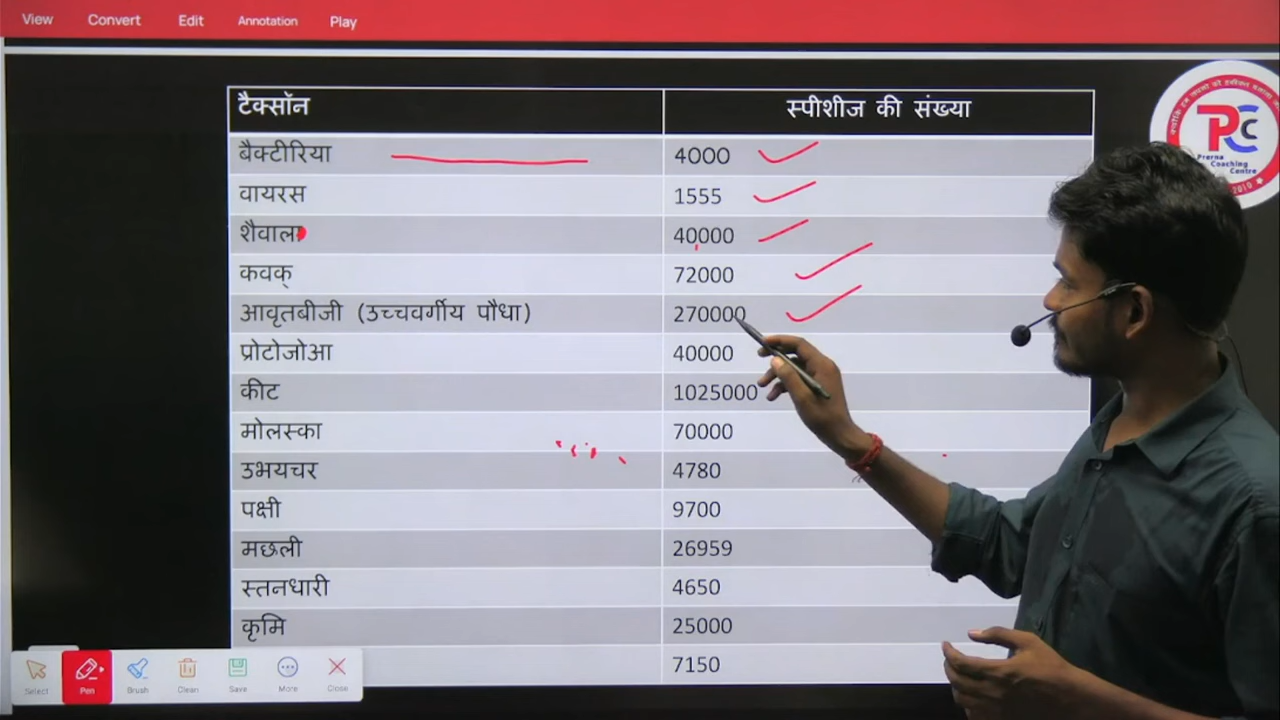 View Convert Edit Annotation Play
टैक्सॉन स्पीशीज की संख्या
बैक्टीरिया 4000
वायरस 1555
शैवाल 40000
कवक् 72000
आवृतबीजी (उच्चवर्गीय पौधा) 270000
प्रोटोजोआ 40000
कीट 1025000
मोलस्का 70000
उभयचर 4780
पक्षी 9700
मछली 26959
स्तनधारी 4650
कृमि 25000
7150
Select Pen Brush Clean Save More Close
PC
Prerna
Coaching
Centre
2010